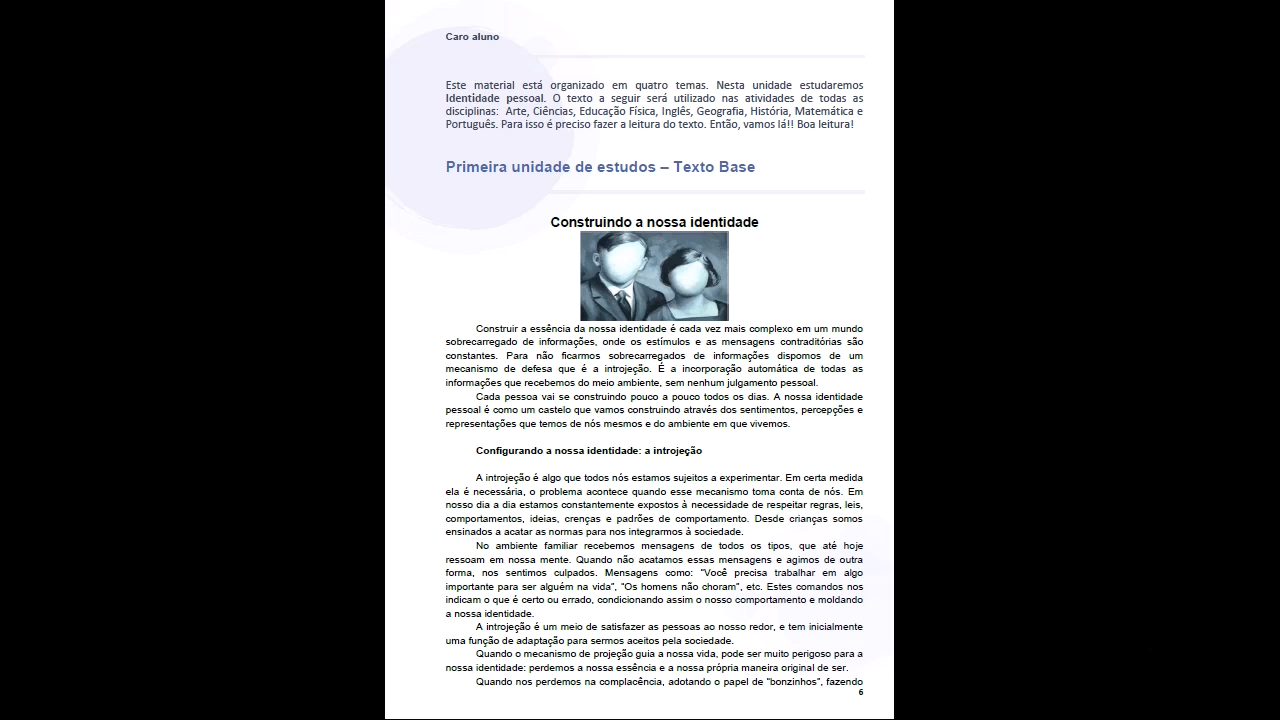 Caro aluno
Este material está organizado em quatro temas. Nesta unidade estudaremos
Identidade pessoal. O texto a seguir será utilizado nas atividades de todas as
disciplinas: Arte, Ciências, Educação Física, Inglês, Geografia, História, Matemática e
Português. Para isso é preciso fazer a leitura do texto. Então, vamos lá!! Boa leitura!
Primeira unidade de estudos – Texto Base
Construindo a nossa identidade
Construir a essência da nossa identidade é cada vez mais complexo em um mundo
sobrecarregado de informações, onde os estímulos e as mensagens contraditórias são
constantes. Para não ficarmos sobrecarregados de informações dispomos de um
mecanismo de defesa que é a introjeção. É a incorporação automática de todas as
informações que recebemos do meio ambiente, sem nenhum julgamento pessoal.
Cada pessoa vai se construindo pouco a pouco todos os dias. A nossa identidade
pessoal é como um castelo que vamos construindo através dos sentimentos, percepções e
representações que temos de nós mesmos e do ambiente em que vivemos.
Configurando a nossa identidade: a introjeção
A introjeção é algo que todos nós estamos sujeitos a experimentar. Em certa medida
ela é necessária, o problema acontece quando esse mecanismo toma conta de nós. Em
nosso dia a dia estamos constantemente expostos à necessidade de respeitar regras, leis,
comportamentos, ideias, crenças e padrões de comportamento. Desde crianças somos
ensinados a acatar as normas para nos integrarmos à sociedade.
No ambiente familiar recebemos mensagens de todos os tipos, que até hoje
ressoam em nossa mente. Quando não acatamos essas mensagens e agimos de outra
forma, nos sentimos culpados. Mensagens como: "Você precisa trabalhar em algo
importante para ser alguém na vida", "Os homens não choram", etc. Estes comandos nos
indicam o que é certo ou errado, condicionando assim o nosso comportamento e moldando
a nossa identidade.
A introjeção é um meio de satisfazer as pessoas ao nosso redor, e tem inicialmente
uma função de adaptação para sermos aceitos pela sociedade.
Quando o mecanismo de projeção guia a nossa vida, pode ser muito perigoso para a
nossa identidade: perdemos a nossa essência e a nossa própria maneira original de ser.
Quando nos perdemos na complacência, adotando o papel de "bonzinhos", fazendo
6